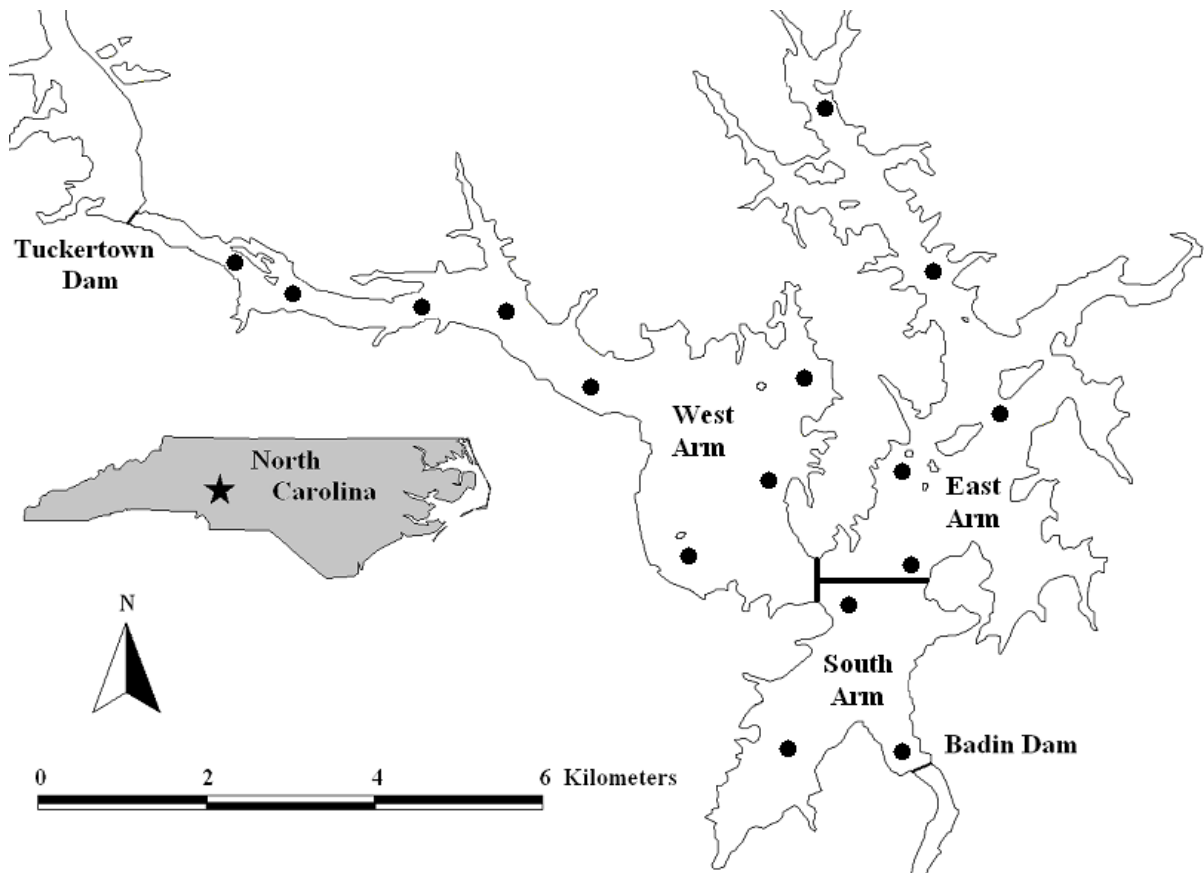 Tuckertown
Dam
West
Arm
North
Carolina
East
Arm
N
South
Arm
Badin Dam
0 2 4 6 Kilometers